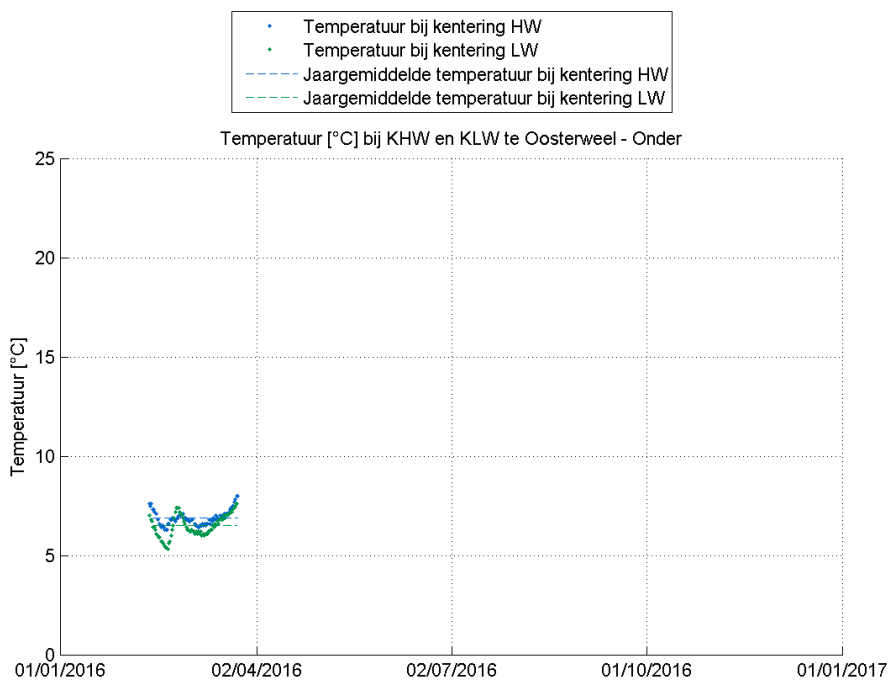 Temperatuur bij kentering HW
Temperatuur bij kentering LW
Jaargemiddelde temperatuur bij kentering HW
Jaargemiddelde temperatuur bij kentering LW
Temperatuur [°C] bij KHW en KLW te Oosterweel - Onder
25
20
15
10
5
0
Temperatuur [°C]
01/01/2016 02/04/2016 02/07/2016 01/10/2016 01/01/2017